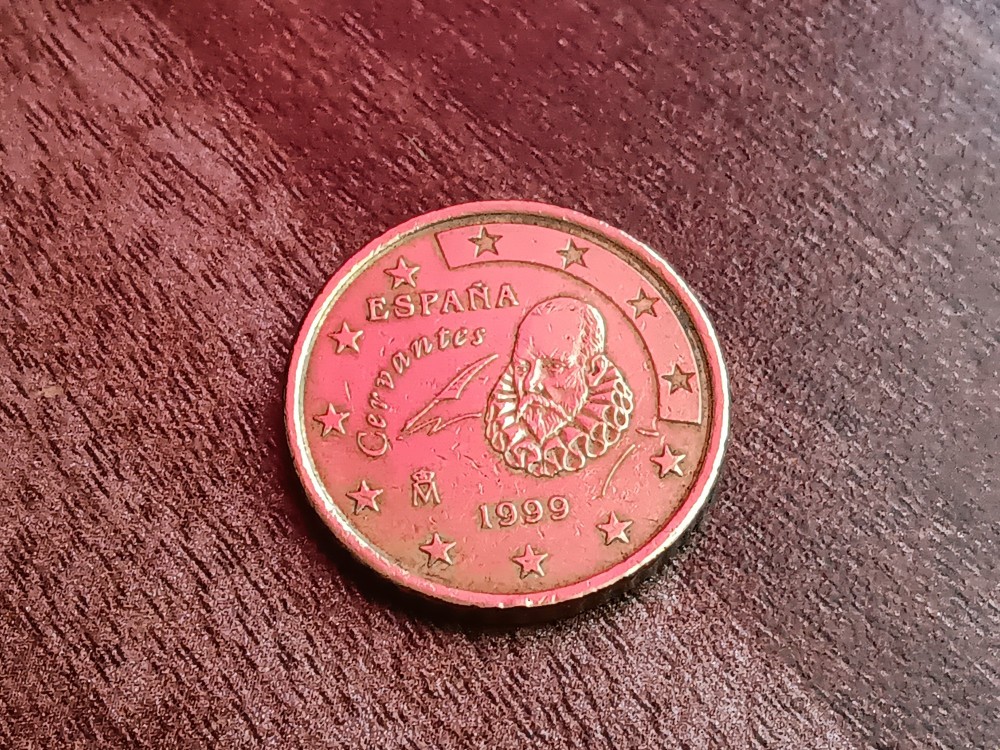 ESPAÑA
Cervantes
M
1999